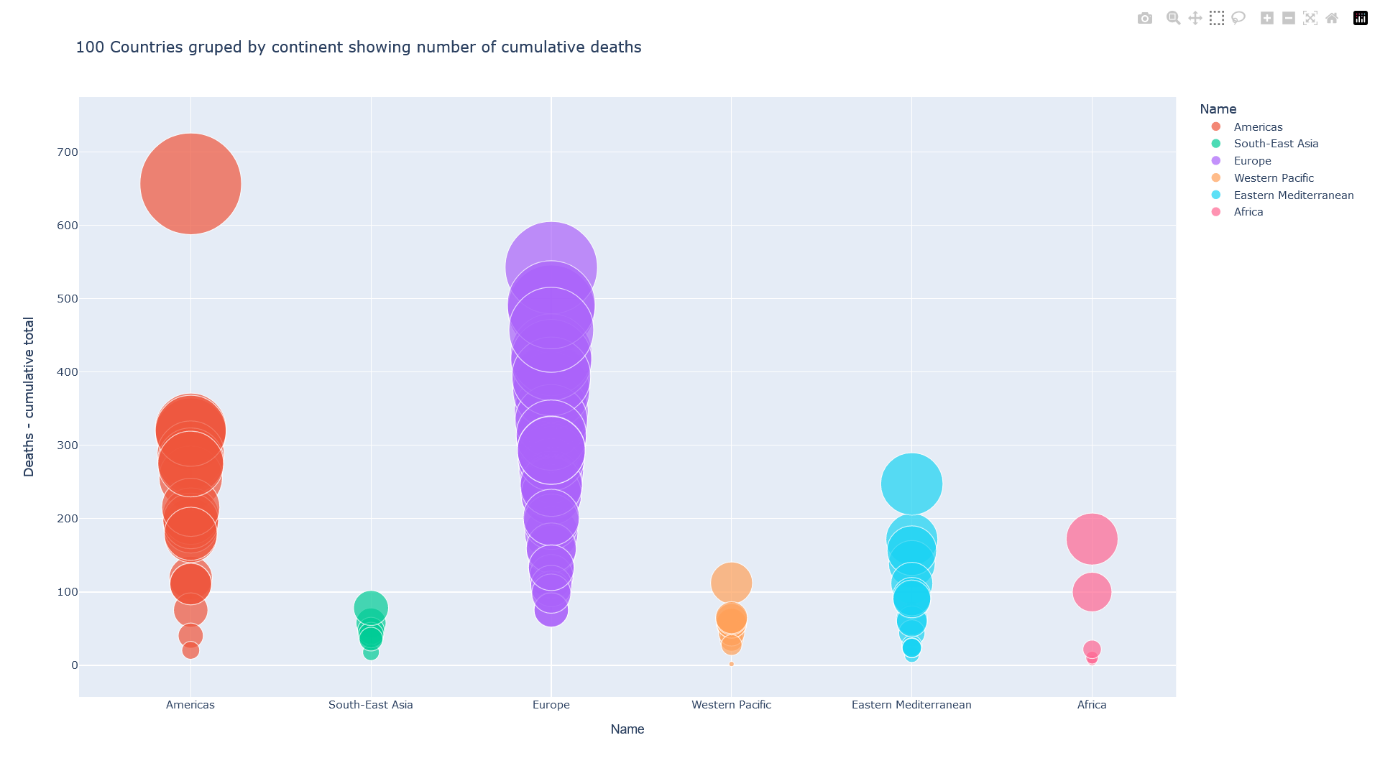 100 Countries gruped by continent showing number of cumulative deaths
Name
Americas
South-East Asia
Europe
Western Pacific
Eastern Mediterranean
Africa
Deaths - cumulative total
700
600
500
400
300
200
100
0
Americas
South-East Asia
Europe
Western Pacific
Eastern Mediterranean
Africa
Name